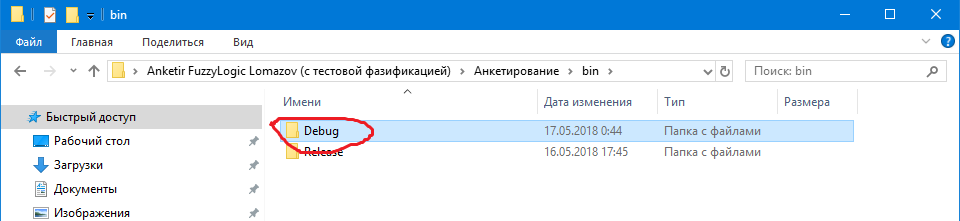 bin
Файл Главная Поделиться Вид
Anketir FuzzyLogic Lomazov (с тестовой фазификацией) Анкетирование bin Поиск: bin
Имени Дата изменения Тип Размера
Быстрый доступ Debug 17.05.2018 0:44 Папка с файлами
Рабочий стол Release 16.05.2018 17:45 Папка с файлами
Загрузки
Документы
Изображения